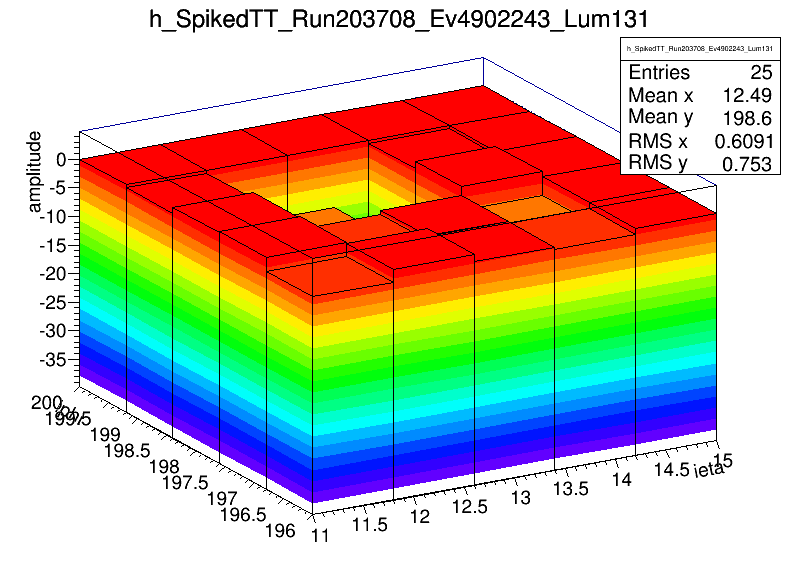 h_SpikedTT_Run203708_Ev4902243_Lum131
h_SpikedTT_Run203708_Ev4902243_Lum131
Entries 25
Mean x 12.49
Mean y 198.6
RMS x 0.6091
RMS y 0.753
amplitude
0
-5
-10
-15
-20
-25
-30
-35
200
199.5
199
198.5
198
197.5
197
196.5
196
11
11.5
12
12.5
13
13.5
14
14.5
15
ieta